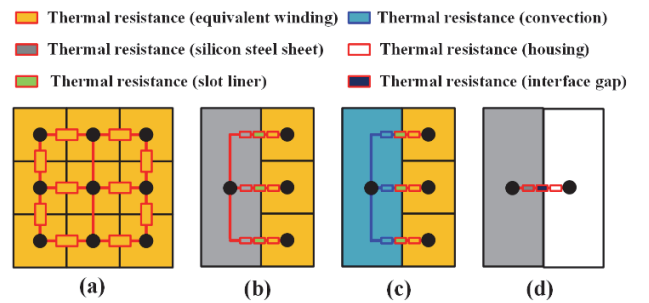 Thermal resistance (equivalent winding)
Thermal resistance (convection)
Thermal resistance (silicon steel sheet)
Thermal resistance (housing)
Thermal resistance (slot liner)
Thermal resistance (interface gap)
(a)
(b)
(c)
(d)